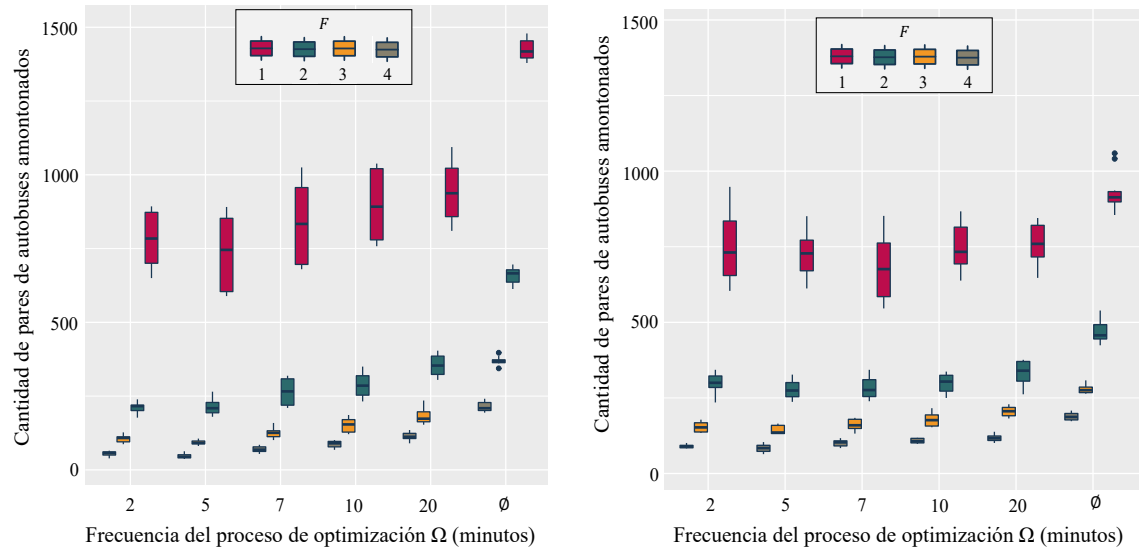 Cantidad de pares de autobuses amontonados
1500
1000
500
0
F
1 2 3 4
2 5 7 10 20 ∅
Frecuencia del proceso de optimización Ω (minutos)
Cantidad de pares de autobuses amontonados
1500
1000
500
0
F
1 2 3 4
2 5 7 10 20 ∅
Frecuencia del proceso de optimización Ω (minutos)